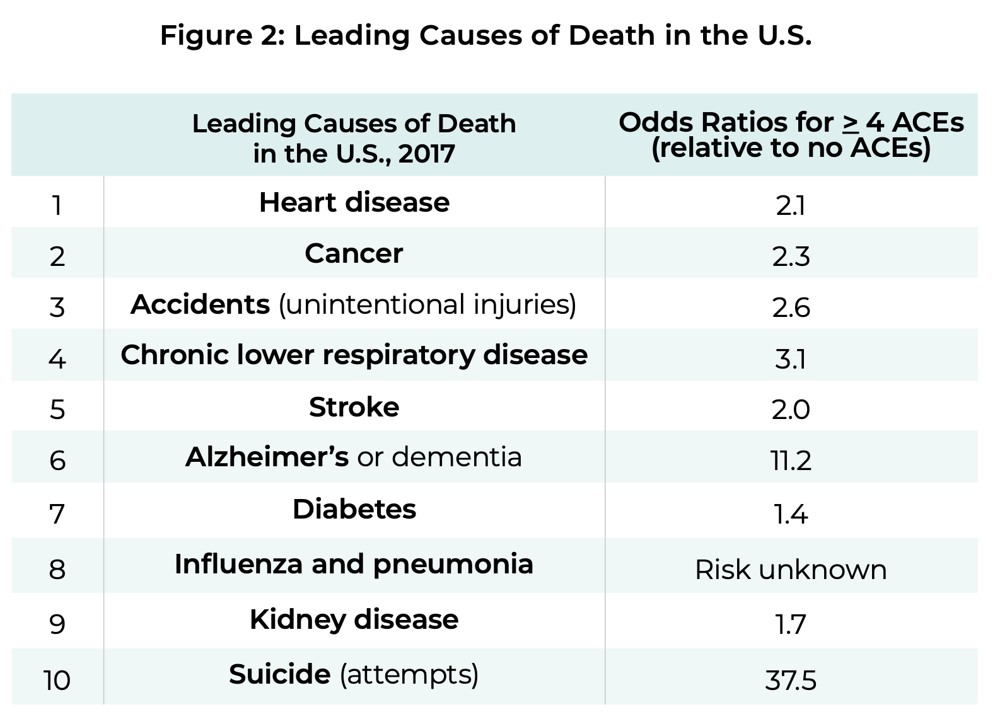 Figure 2: Leading Causes of Death in the U.S.
Leading Causes of Death
in the U.S., 2017
Odds Ratios for ≥ 4 ACEs
(relative to no ACEs)
1 Heart disease 2.1
2 Cancer 2.3
3 Accidents (unintentional injuries) 2.6
4 Chronic lower respiratory disease 3.1
5 Stroke 2.0
6 Alzheimer’s or dementia 11.2
7 Diabetes 1.4
8 Influenza and pneumonia Risk unknown
9 Kidney disease 1.7
10 Suicide (attempts) 37.5